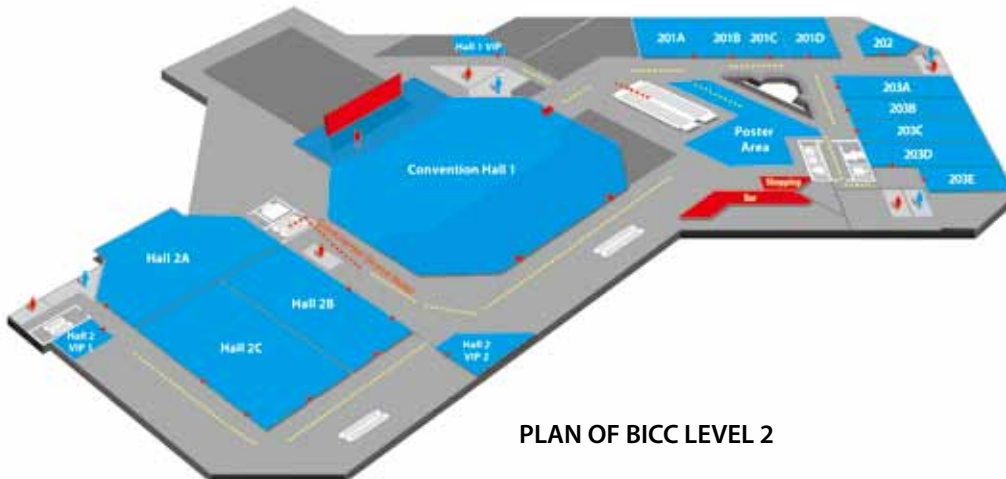 Hall 1 VIP
201A
201B
201C
201D
202
203A
203B
203C
203D
203E
Poster
Area
Convention Hall 1
Shopping
Bar
Hall 2A
Hall 2B
Hall 2C
Hall 2
VIP 1
Hall 2
VIP 2
PLAN OF BICC LEVEL 2